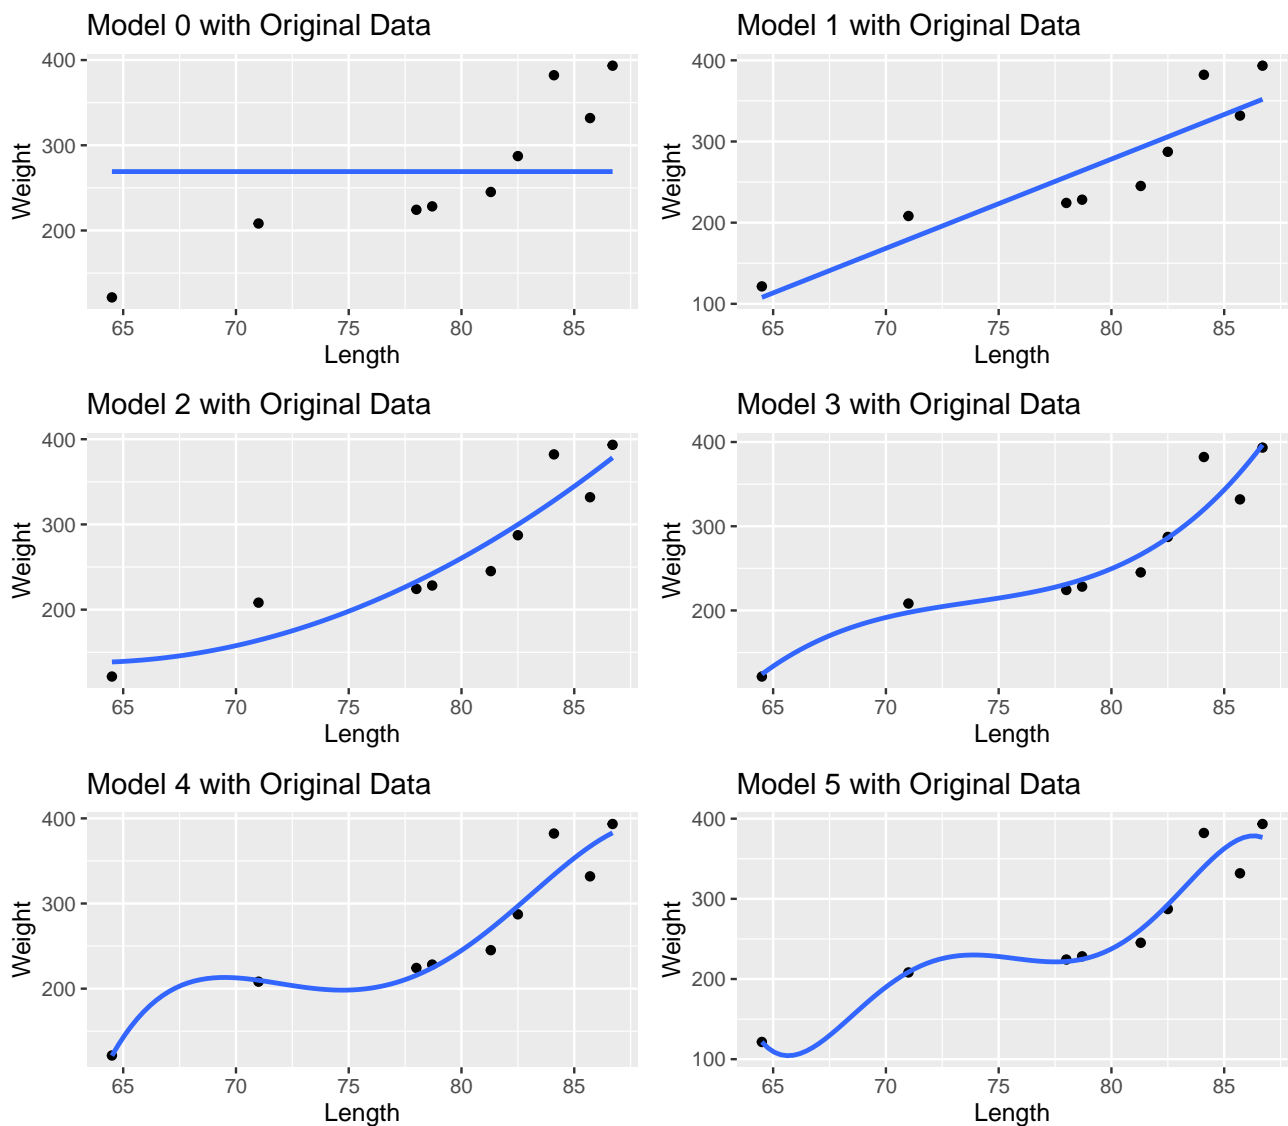 Model 0 with Original Data
400
300
200
Weight
65 70 75 80 85
Length
Model 1 with Original Data
400
300
200
100
Weight
65 70 75 80 85
Length
Model 2 with Original Data
400
300
200
Weight
65 70 75 80 85
Length
Model 3 with Original Data
400
300
200
Weight
65 70 75 80 85
Length
Model 4 with Original Data
400
300
200
Weight
65 70 75 80 85
Length
Model 5 with Original Data
400
300
200
100
Weight
65 70 75 80 85
Length